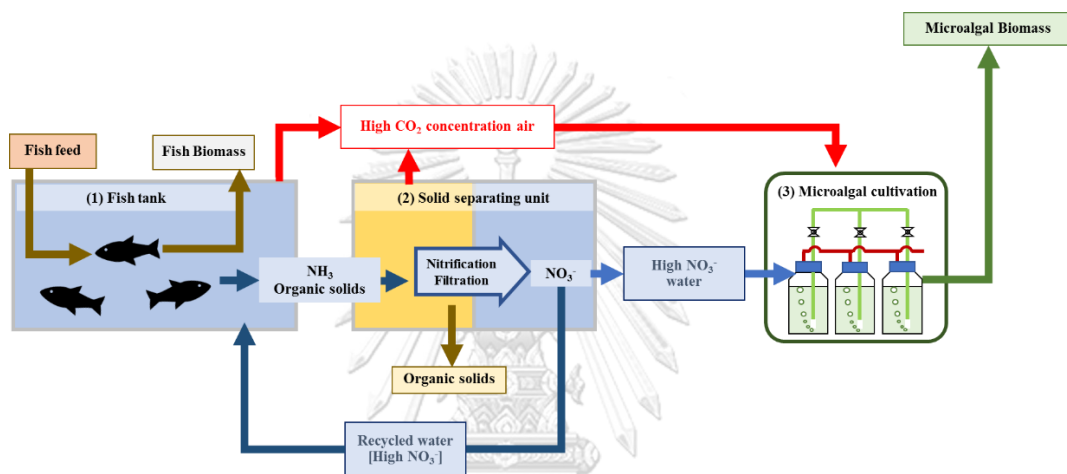 Microalgal Biomass
High CO₂ concentration air
Fish feed
Fish Biomass
(1) Fish tank
(2) Solid separating unit
(3) Microalgal cultivation
NH₃
Organic solids
Nitrification
Filtration
NO₃⁻
High NO₃⁻
water
Organic solids
Recycled water
[High NO₃⁻]